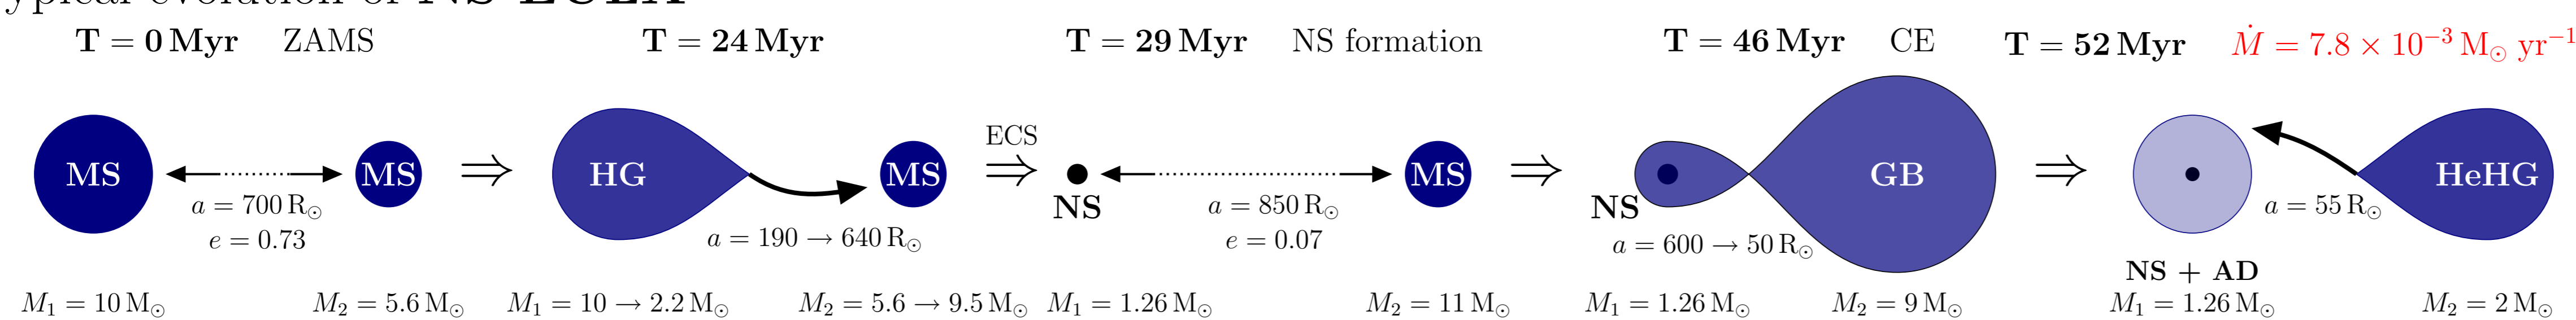 T = 0 Myr ZAMS
MS
MS
a = 700 R⊙
e = 0.73
M₁ = 10 M⊙
M₂ = 5.6 M⊙
⇒
T = 24 Myr
HG
MS
a = 190 → 640 R⊙
M₁ = 10 → 2.2 M⊙
M₂ = 5.6 → 9.5 M⊙
ECS
⇒
T = 29 Myr NS formation
NS
MS
a = 850 R⊙
e = 0.07
M₁ = 1.26 M⊙
M₂ = 11 M⊙
⇒
T = 46 Myr CE
NS
GB
a = 600 → 50 R⊙
M₁ = 1.26 M⊙
M₂ = 9 M⊙
⇒
T = 52 Myr Ṁ = 7.8 × 10⁻³ M⊙ yr⁻¹
HeHG
a = 55 R⊙
NS + AD
M₁ = 1.26 M⊙
M₂ = 2 M⊙